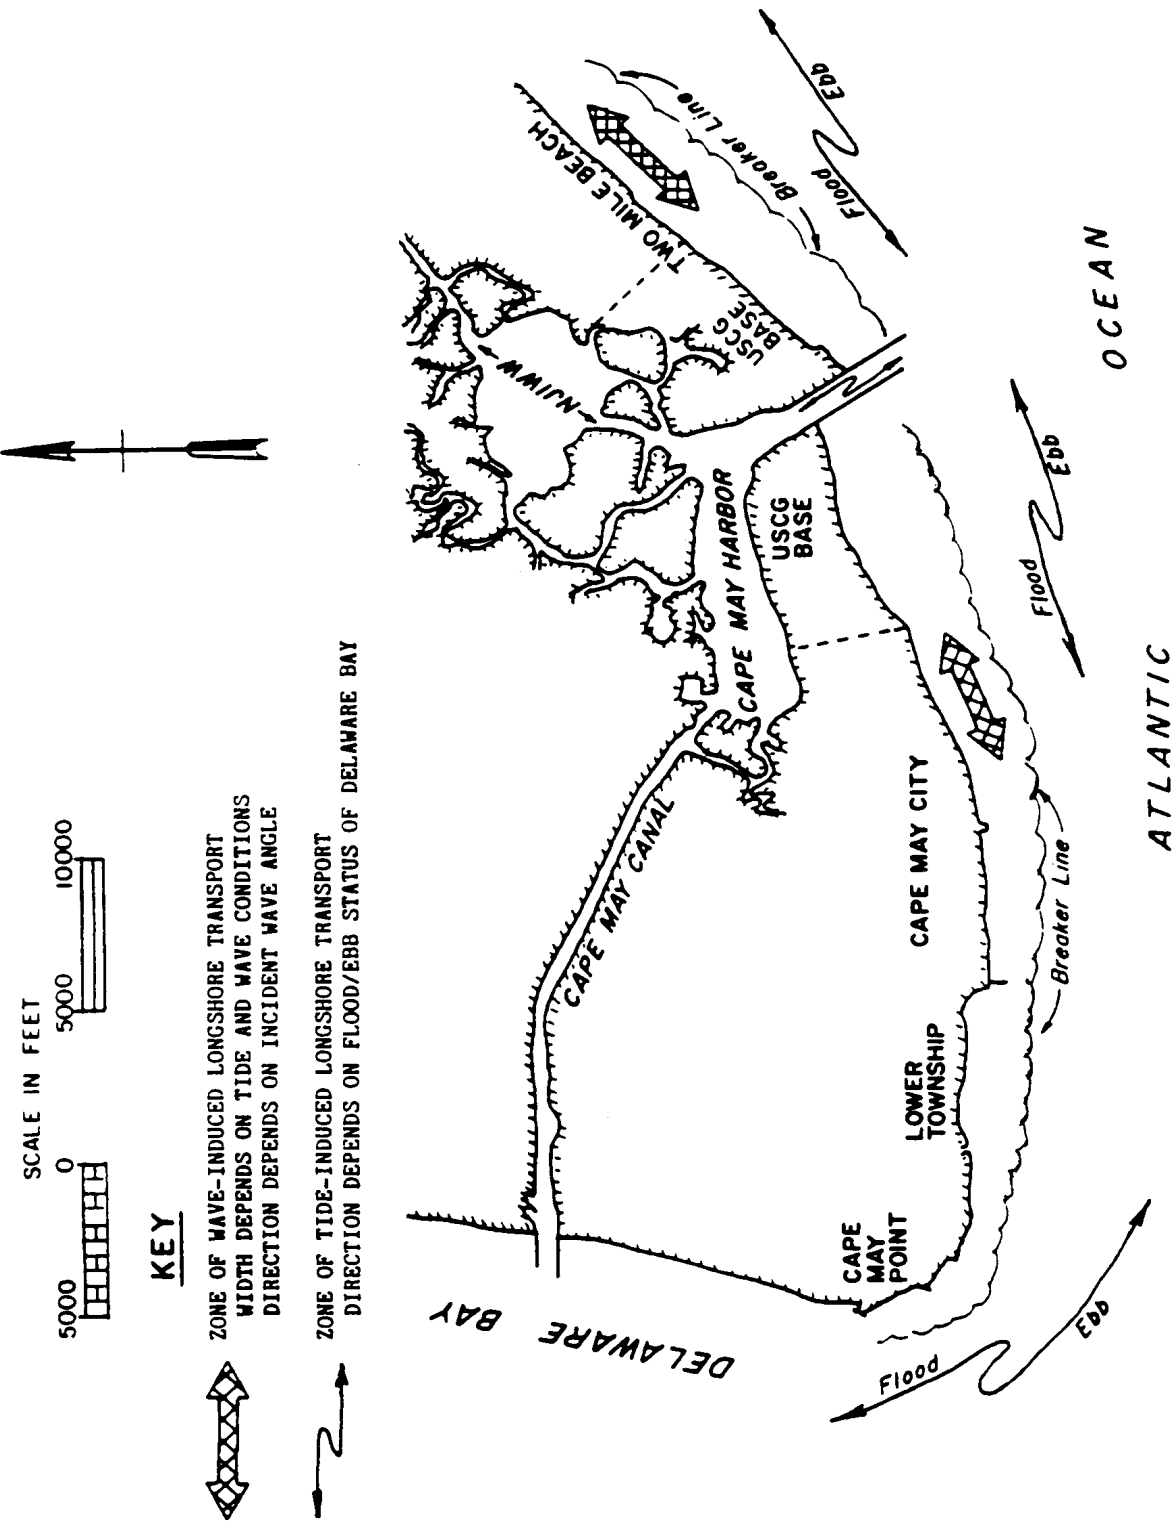 SCALE IN FEET
5000 0 5000 10000
KEY
ZONE OF WAVE-INDUCED LONGSHORE TRANSPORT
WIDTH DEPENDS ON TIDE AND WAVE CONDITIONS
DIRECTION DEPENDS ON INCIDENT WAVE ANGLE
ZONE OF TIDE-INDUCED LONGSHORE TRANSPORT
DIRECTION DEPENDS ON FLOOD/EBB STATUS OF DELAWARE BAY
NJIWW
TWO MILE BEACH
USCG
BASE
Breaker Line
Ebb
Flood
CAPE MAY HARBOR
USCG
BASE
CAPE MAY CANAL
CAPE MAY CITY
LOWER
TOWNSHIP
CAPE
MAY
POINT
DELAWARE BAY
Breaker Line
Flood
Ebb
Flood
Ebb
ATLANTIC
OCEAN